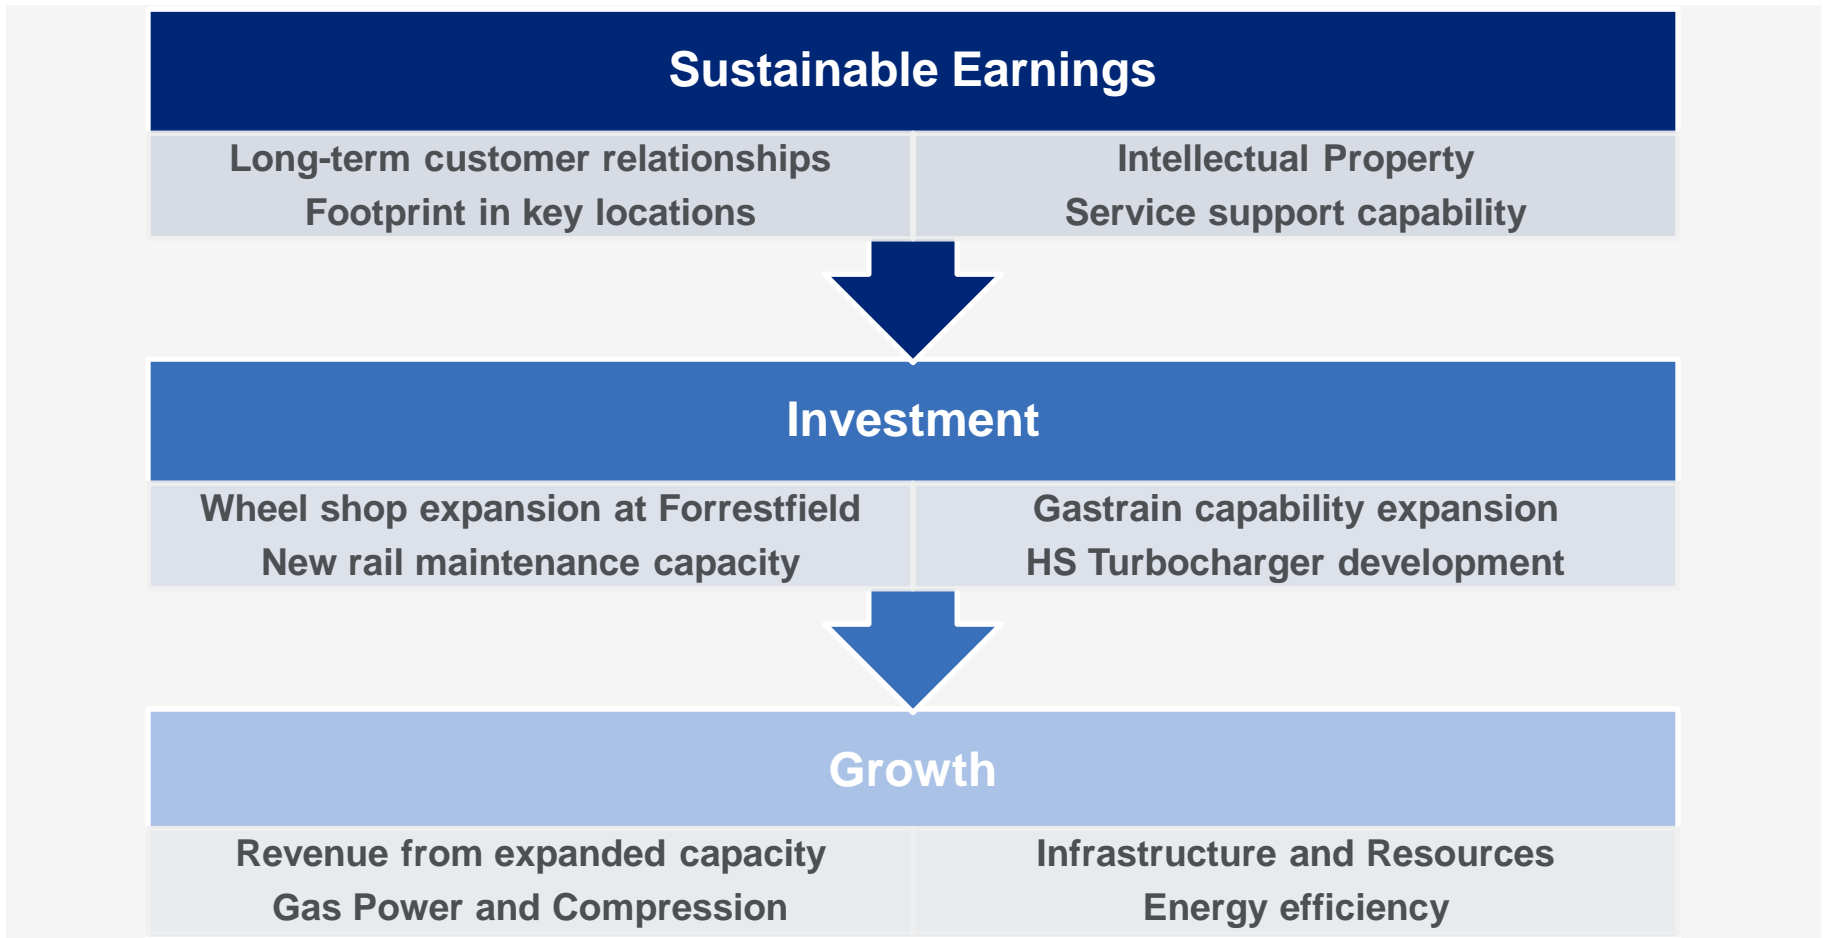 Sustainable Earnings
Long-term customer relationships
Footprint in key locations
Intellectual Property
Service support capability
Investment
Wheel shop expansion at Forrestfield
New rail maintenance capacity
Gastrain capability expansion
HS Turbocharger development
Growth
Revenue from expanded capacity
Gas Power and Compression
Infrastructure and Resources
Energy efficiency